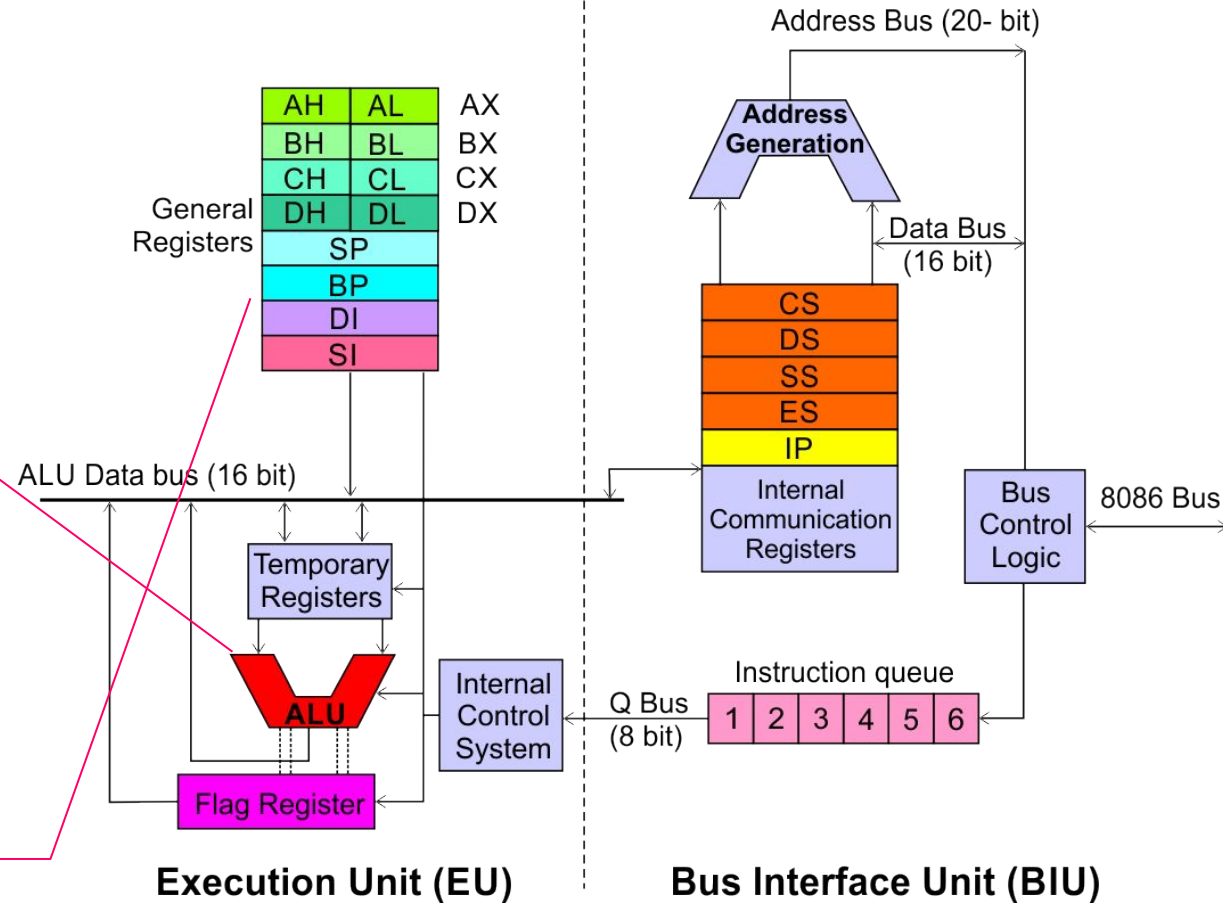 Address Bus (20- bit)
AH AL AX
BH BL BX
CH CL CX
DH DL DX
General
Registers
SP
BP
DI
SI
Address
Generation
Data Bus
(16 bit)
CS
DS
SS
ES
IP
Internal
Communication
Registers
Bus
Control
Logic
8086 Bus
ALU Data bus (16 bit)
Temporary
Registers
ALU
Internal
Control
System
Flag Register
Q Bus
(8 bit)
Instruction queue
1 2 3 4 5 6
Execution Unit (EU)
Bus Interface Unit (BIU)